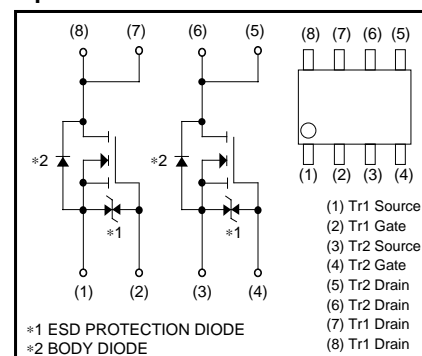 (8) (7) (6) (5)
(8) (7) (6) (5)
∗2 ∗2
∗1 ∗1
(1) (2) (3) (4)
(1) (2) (3) (4)
(1) Tr1 Source
(2) Tr1 Gate
(3) Tr2 Source
(4) Tr2 Gate
(5) Tr2 Drain
(6) Tr2 Drain
(7) Tr1 Drain
(8) Tr1 Drain
∗1 ESD PROTECTION DIODE
∗2 BODY DIODE